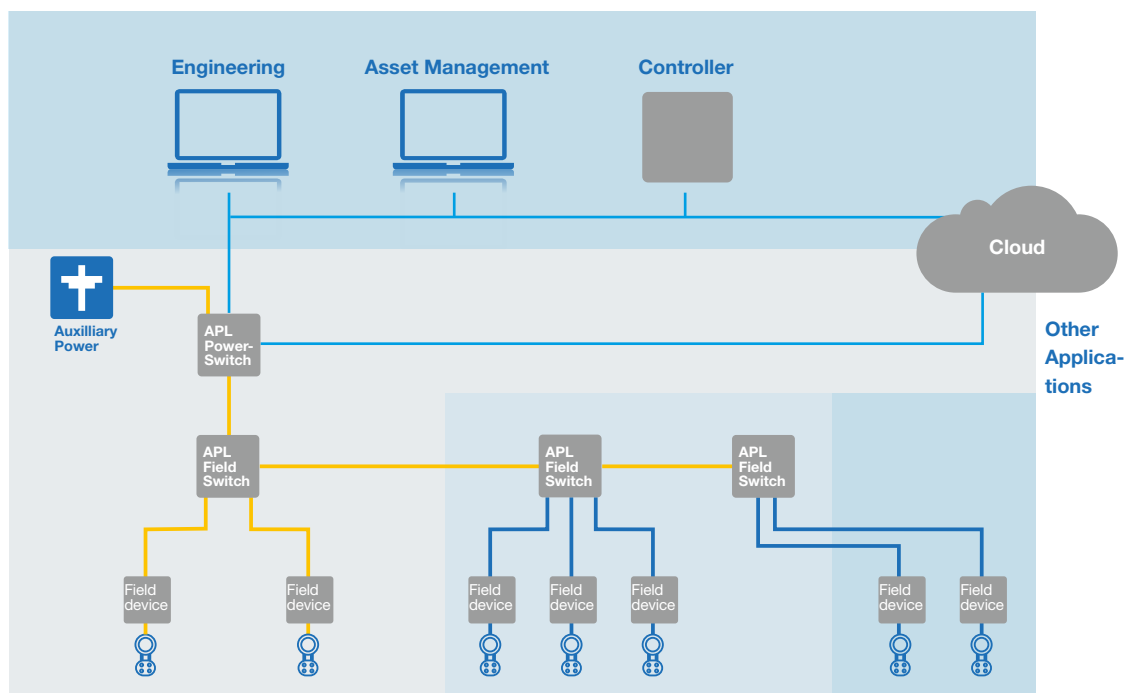 Engineering
Asset Management
Controller
Cloud
Auxilliary
Power
APL
Power-
Switch
Other
Applica-
tions
APL
Field
Switch
APL
Field
Switch
APL
Field
Switch
Field
device
Field
device
Field
device
Field
device
Field
device
Field
device
Field
device